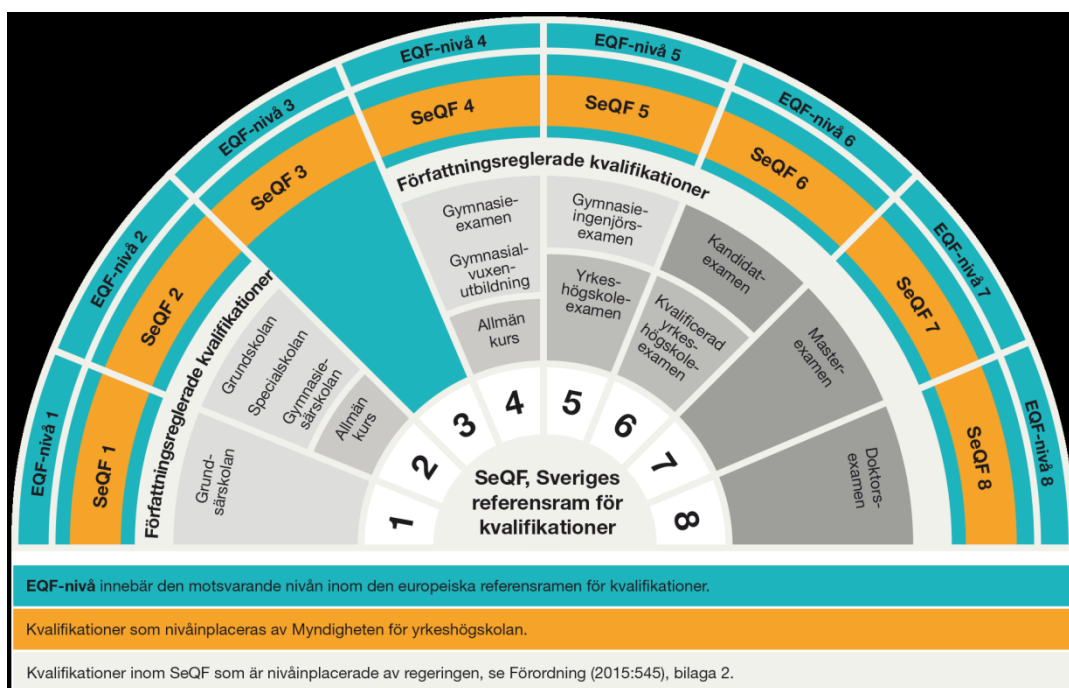 EQF-nivå 1
EQF-nivå 2
EQF-nivå 3
EQF-nivå 4
EQF-nivå 5
EQF-nivå 6
EQF-nivå 7
EQF-nivå 8
SeQF 1
SeQF 2
SeQF 3
SeQF 4
SeQF 5
SeQF 6
SeQF 7
SeQF 8
Författningsreglerade kvalifikationer
Författningsreglerade kvalifikationer
Grund-
särskolan
Grundskolan
Specialskolan
Gymnasie-
särskolan
Allmän
kurs
Gymnasie-
examen
Gymnasial-
vuxen-
utbildning
Allmän
kurs
Gymnasie-
ingenjörs-
examen
Yrkes-
högskole-
examen
Kandidat-
examen
Kvalificerad
yrkes-
högskole-
examen
Master-
examen
Doktors-
examen
1
2
3
4
5
6
7
8
SeQF, Sveriges
referensram för
kvalifikationer
EQF-nivå innebär den motsvarande nivån inom den europeiska referensramen för kvalifikationer.
Kvalifikationer som nivåinplaceras av Myndigheten för yrkeshögskolan.
Kvalifikationer inom SeQF som är nivåinplacerade av regeringen, se Förordning (2015:545), bilaga 2.